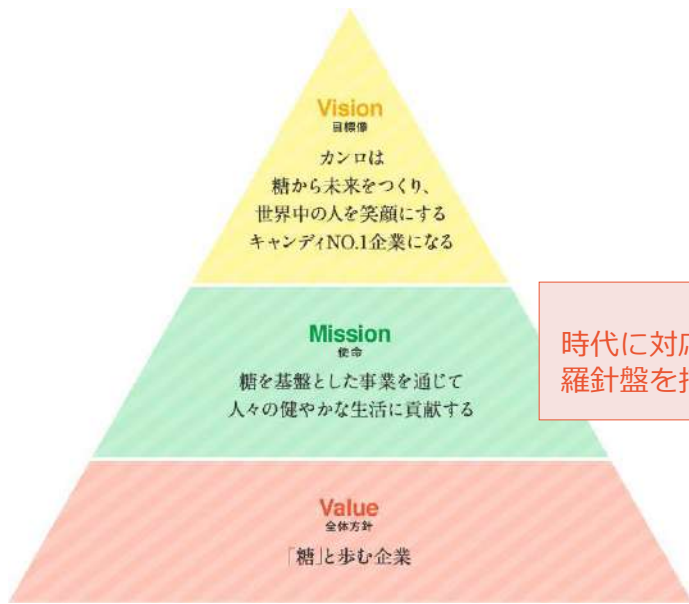 Vision
目標像
カンロは
糖から未来をつくり、
世界中の人を笑顔にする
キャンディNO.1企業になる
Mission
使命
糖を基盤とした事業を通じて
人々の健やかな生活に貢献する
時代に対応
羅針盤を
Value
全体方針
「糖」と歩む企業